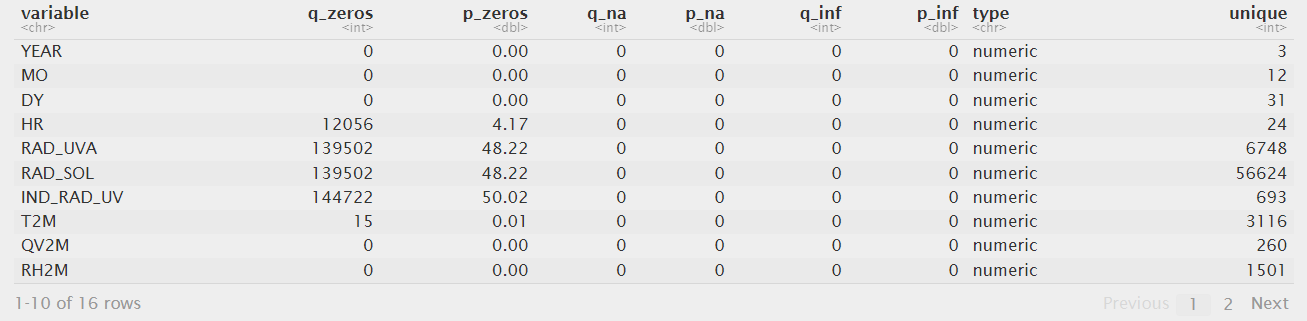 variable q_zeros p_zeros q_na p_na q_inf p_inf type unique
<chr> <int> <dbl> <int> <dbl> <int> <dbl> <chr> <int>
YEAR 0 0.00 0 0 0 0 numeric 3
MO 0 0.00 0 0 0 0 numeric 12
DY 0 0.00 0 0 0 0 numeric 31
HR 12056 4.17 0 0 0 0 numeric 24
RAD_UVA 139502 48.22 0 0 0 0 numeric 6748
RAD_SOL 139502 48.22 0 0 0 0 numeric 56624
IND_RAD_UV 144722 50.02 0 0 0 0 numeric 693
T2M 15 0.01 0 0 0 0 numeric 3116
QV2M 0 0.00 0 0 0 0 numeric 260
RH2M 0 0.00 0 0 0 0 numeric 1501
1-10 of 16 rows Previous 1 2 Next